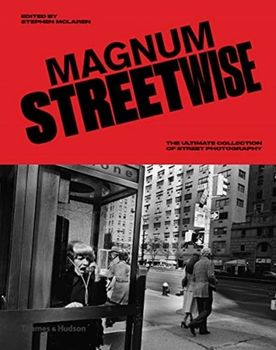 EDITED BY
STEPHEN MCLAREN
MAGNUM
STREETWISE
THE ULTIMATE COLLECTION
OF STREET PHOTOGRAPHY
Thames & Hudson